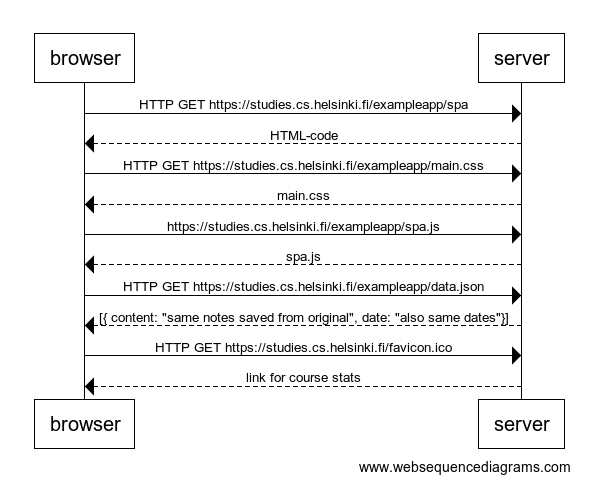 browser server
HTTP GET https://studies.cs.helsinki.fi/exampleapp/spa
HTML-code
HTTP GET https://studies.cs.helsinki.fi/exampleapp/main.css
main.css
https://studies.cs.helsinki.fi/exampleapp/spa.js
spa.js
HTTP GET https://studies.cs.helsinki.fi/exampleapp/data.json
[{ content: "same notes saved from original", date: "also same dates"}]
HTTP GET https://studies.cs.helsinki.fi/favicon.ico
link for course stats
browser server
www.websequencediagrams.com